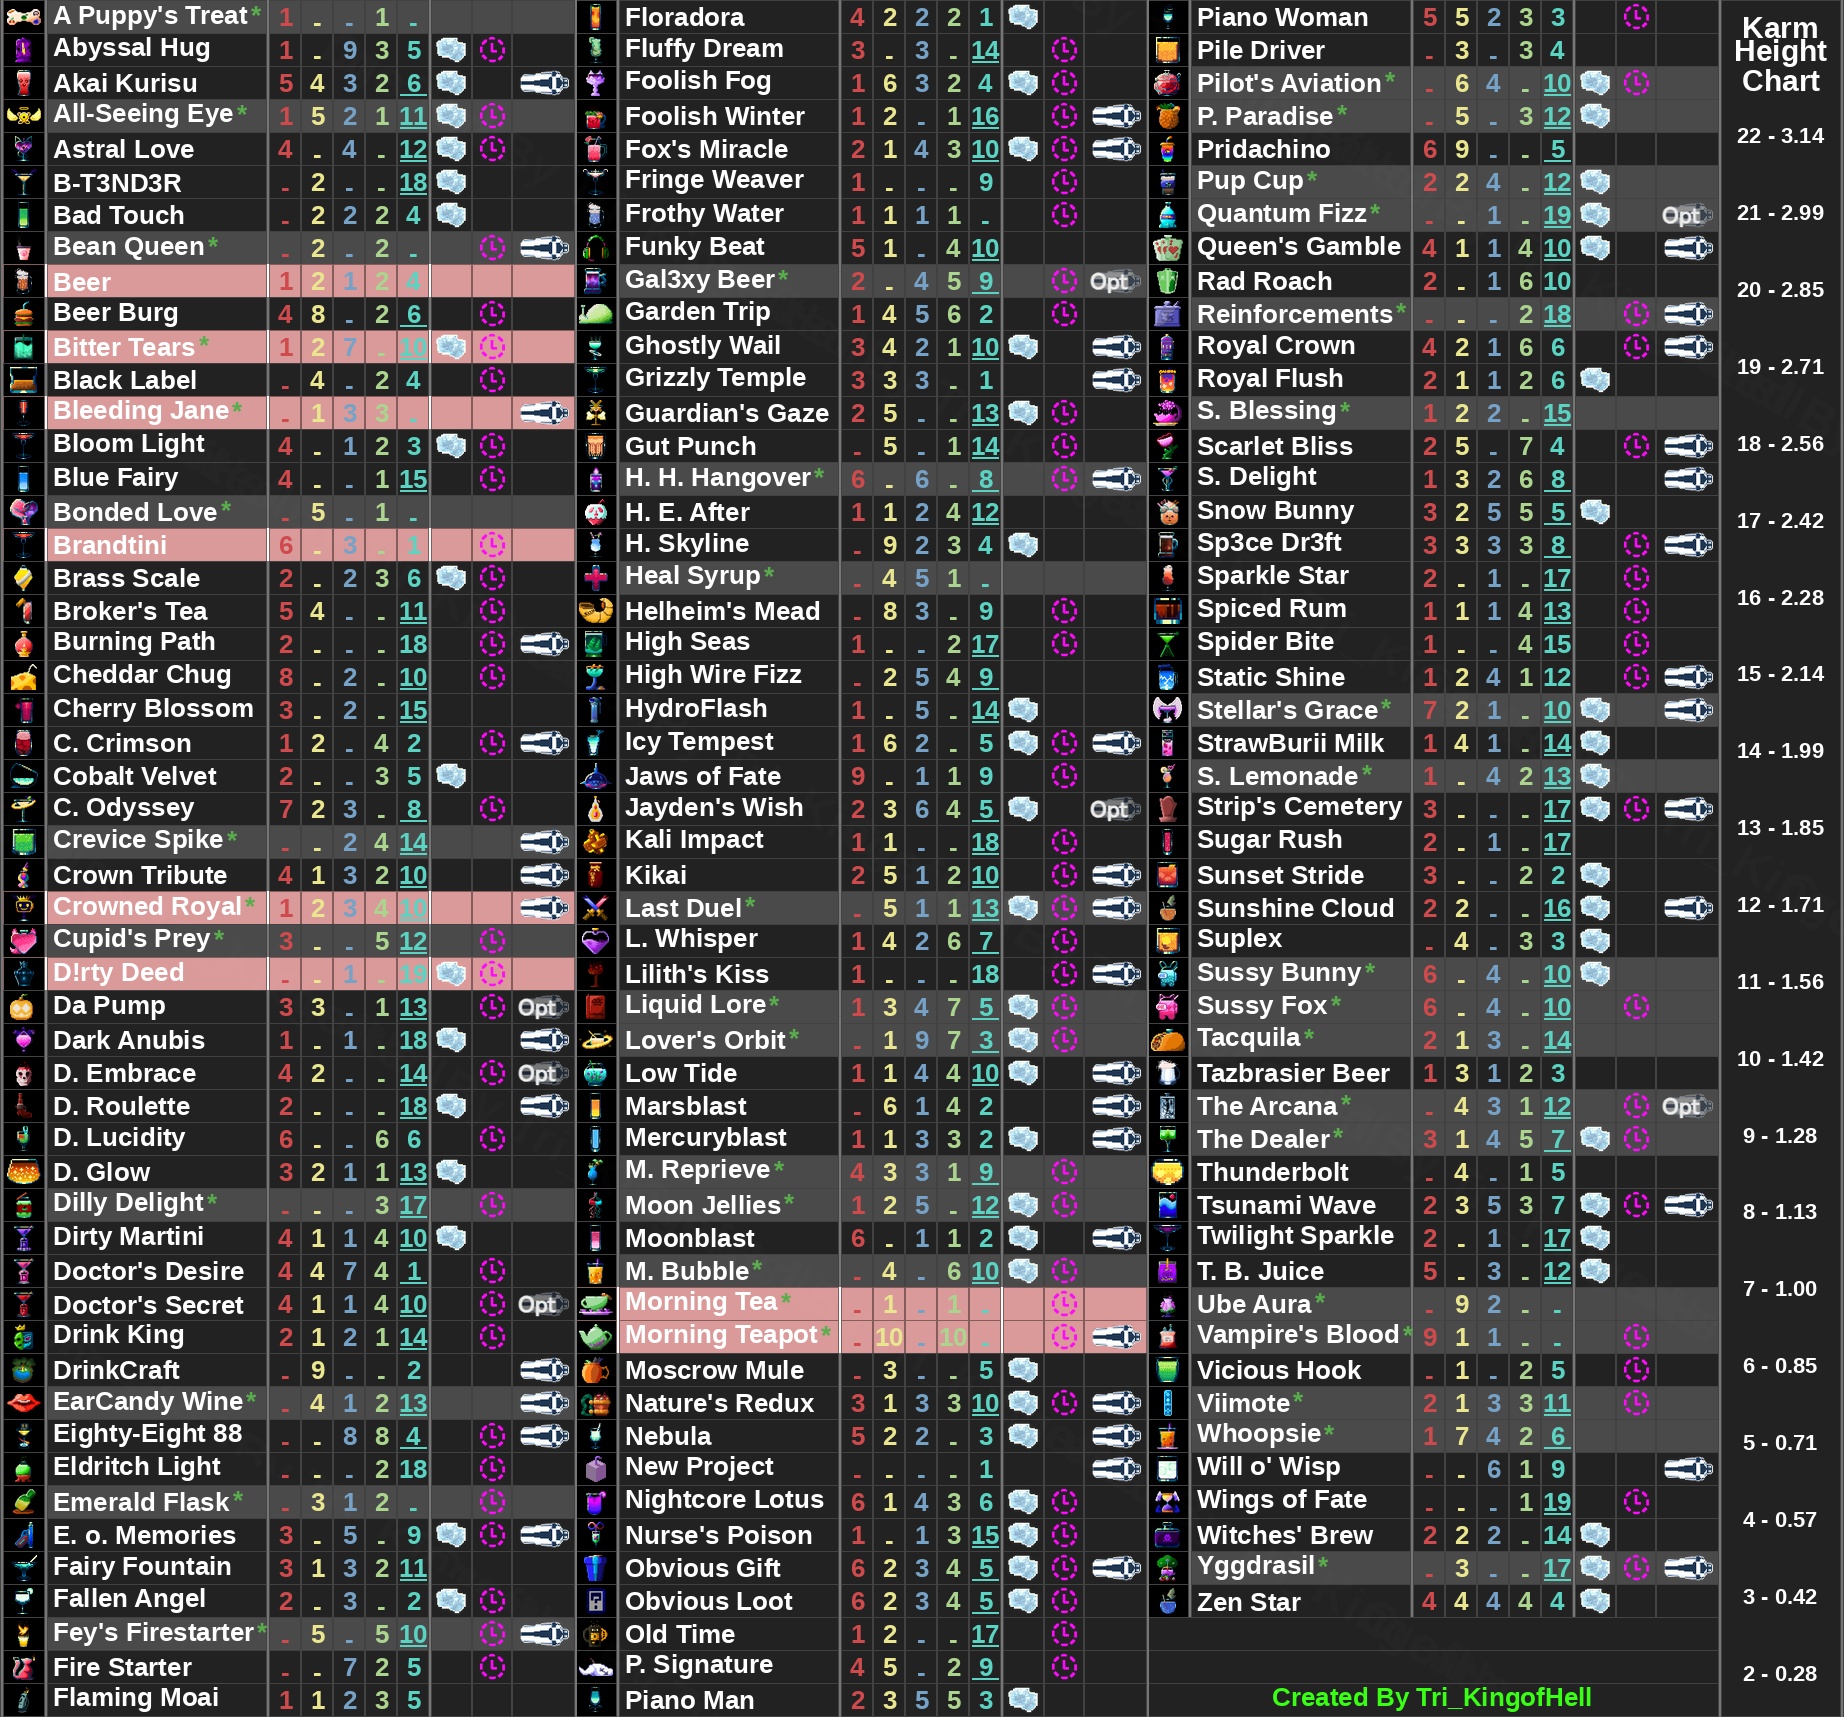 A Puppy's Treat* 1 - - 1 -
Abyssal Hug 1 - 9 3 5
Akai Kurisu 5 4 3 2 6
All-Seeing Eye* 1 5 2 1 11
Astral Love 4 - 4 - 12
B-T3ND3R - 2 - - 18
Bad Touch - 2 2 2 4
Bean Queen* - 2 - 2 -
Beer 1 2 1 2 4
Beer Burg 4 8 - 2 6
Bitter Tears* 1 2 7 - 10
Black Label - 4 - 2 4
Bleeding Jane* - 1 3 3 -
Bloom Light 4 - 1 2 3
Blue Fairy 4 - - 1 15
Bonded Love* - 5 - 1 -
Brandtini 6 - 3 - 1
Brass Scale 2 - 2 3 6
Broker's Tea 5 4 - - 11
Burning Path 2 - - - 18
Cheddar Chug 8 - 2 - 10
Cherry Blossom 3 - 2 - 15
C. Crimson 1 2 - 4 2
Cobalt Velvet 2 - - 3 5
C. Odyssey 7 2 3 - 8
Crevice Spike* - - 2 4 14
Crown Tribute 4 1 3 2 10
Crowned Royal* 1 2 3 4 10
Cupid's Prey* 3 - - 5 12
D!rty Deed - - 1 - 19
Da Pump 3 3 - 1 13 Opt
Dark Anubis 1 - 1 - 18
D. Embrace 4 2 - - 14 Opt
D. Roulette 2 - - - 18
D. Lucidity 6 - - 6 6
D. Glow 3 2 1 1 13
Dilly Delight* - - - 3 17
Dirty Martini 4 1 1 4 10
Doctor's Desire 4 4 7 4 1
Doctor's Secret 4 1 1 4 10 Opt
Drink King 2 1 2 1 14
DrinkCraft - 9 - - 2
EarCandy Wine* - 4 1 2 13
Eighty-Eight 88 - - 8 8 4
Eldritch Light - - - 2 18
Emerald Flask* - 3 1 2 -
E. o. Memories 3 - 5 - 9
Fairy Fountain 3 1 3 2 11
Fallen Angel 2 - 3 - 2
Fey's Firestarter* - 5 - 5 10
Fire Starter - - 7 2 5
Flaming Moai 1 1 2 3 5
Floradora 4 2 2 2 1
Fluffy Dream 3 - 3 - 14
Foolish Fog 1 6 3 2 4
Foolish Winter 1 2 - 1 16
Fox's Miracle 2 1 4 3 10
Fringe Weaver 1 - - - 9
Frothy Water 1 1 1 1 -
Funky Beat 5 1 - 4 10
Gal3xy Beer* 2 - 4 5 9 Opt
Garden Trip 1 4 5 6 2
Ghostly Wail 3 4 2 1 10
Grizzly Temple 3 3 3 - 1
Guardian's Gaze 2 5 - - 13
Gut Punch - 5 - 1 14
H. H. Hangover* 6 - 6 - 8
H. E. After 1 1 2 4 12
H. Skyline - 9 2 3 4
Heal Syrup* - 4 5 1 -
Helheim's Mead - 8 3 - 9
High Seas 1 - - 2 17
High Wire Fizz - 2 5 4 9
HydroFlash 1 - 5 - 14
Icy Tempest 1 6 2 - 5
Jaws of Fate 9 - 1 1 9
Jayden's Wish 2 3 6 4 5 Opt
Kali Impact 1 1 - - 18
Kikai 2 5 1 2 10
Last Duel* - 5 1 1 13
L. Whisper 1 4 2 6 7
Lilith's Kiss 1 - - - 18
Liquid Lore* 1 3 4 7 5
Lover's Orbit* - 1 9 7 3
Low Tide 1 1 4 4 10
Marsblast - 6 1 4 2
Mercuryblast 1 1 3 3 2
M. Reprieve* 4 3 3 1 9
Moon Jellies* 1 2 5 - 12
Moonblast 6 - 1 1 2
M. Bubble* - 4 - 6 10
Morning Tea* - 1 - 1 -
Morning Teapot* - 10 - 10 -
Moscrow Mule - 3 - - 5
Nature's Redux 3 1 3 3 10
Nebula 5 2 2 - 3
New Project - - - - 1
Nightcore Lotus 6 1 4 3 6
Nurse's Poison 1 - 1 3 15
Obvious Gift 6 2 3 4 5
Obvious Loot 6 2 3 4 5
Old Time 1 2 - - 17
P. Signature 4 5 - 2 9
Piano Man 2 3 5 5 3
Piano Woman 5 5 2 3 3
Pile Driver - 3 - 3 4
Pilot's Aviation* - 6 4 - 10
P. Paradise* - 5 - 3 12
Pridachino 6 9 - - 5
Pup Cup* 2 2 4 - 12
Quantum Fizz* - - 1 - 19 Opt
Queen's Gamble 4 1 1 4 10
Rad Roach 2 - 1 6 10
Reinforcements* - - - 2 18
Royal Crown 4 2 1 6 6
Royal Flush 2 1 1 2 6
S. Blessing* 1 2 2 - 15
Scarlet Bliss 2 5 - 7 4
S. Delight 1 3 2 6 8
Snow Bunny 3 2 5 5 5
Sp3ce Dr3ft 3 3 3 3 8
Sparkle Star 2 - 1 - 17
Spiced Rum 1 1 1 4 13
Spider Bite 1 - - 4 15
Static Shine 1 2 4 1 12
Stellar's Grace* 7 2 1 - 10
StrawBurii Milk 1 4 1 - 14
S. Lemonade* 1 - 4 2 13
Strip's Cemetery 3 - - - 17
Sugar Rush 2 - 1 - 17
Sunset Stride 3 - - 2 2
Sunshine Cloud 2 2 - - 16
Suplex - 4 - 3 3
Sussy Bunny* 6 - 4 - 10
Sussy Fox* 6 - 4 - 10
Tacquila* 2 1 3 - 14
Tazbrasier Beer 1 3 1 2 3
The Arcana* - 4 3 1 12 Opt
The Dealer* 3 1 4 5 7
Thunderbolt - 4 - 1 5
Tsunami Wave 2 3 5 3 7
Twilight Sparkle 2 - 1 - 17
T. B. Juice 5 - 3 - 12
Ube Aura* - 9 2 - -
Vampire's Blood* 9 1 1 - -
Vicious Hook - 1 - 2 5
Viimote* 2 1 3 3 11
Whoopsie* 1 7 4 2 6
Will o' Wisp - - 6 1 9
Wings of Fate - - - 1 19
Witches' Brew 2 2 2 - 14
Yggdrasil* - 3 - - 17
Zen Star 4 4 4 4 4
Created By Tri_KingofHell
Karm
Height
Chart
22 - 3.14
21 - 2.99
20 - 2.85
19 - 2.71
18 - 2.56
17 - 2.42
16 - 2.28
15 - 2.14
14 - 1.99
13 - 1.85
12 - 1.71
11 - 1.56
10 - 1.42
9 - 1.28
8 - 1.13
7 - 1.00
6 - 0.85
5 - 0.71
4 - 0.57
3 - 0.42
2 - 0.28